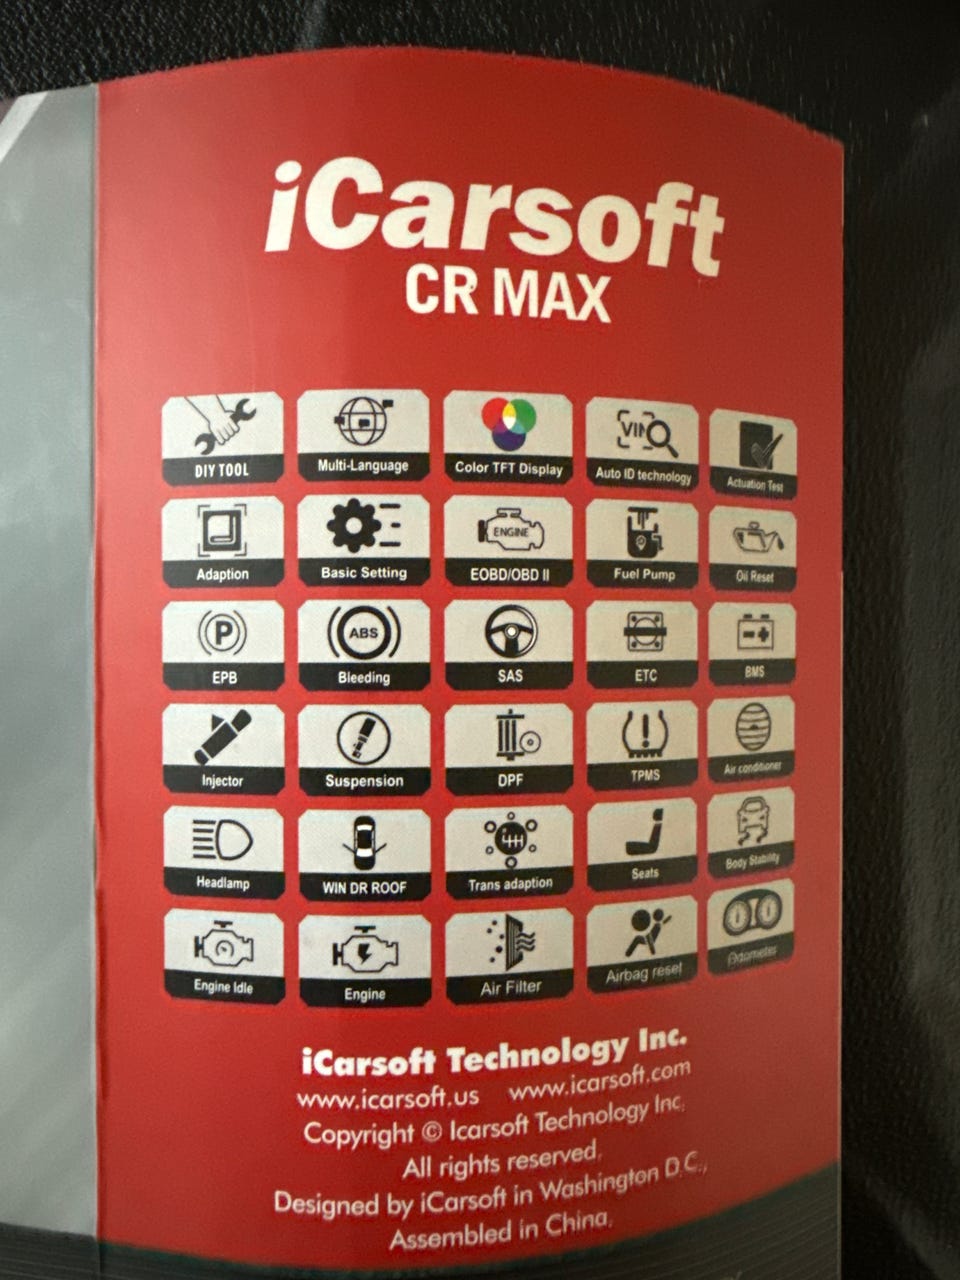 iCarsoft
CR MAX
DIY TOOL
Multi-Language
Color TFT Display
VIN
Auto ID technology
Actuation Test
Adaption
Basic Setting
ENGINE
EOBD/OBD II
Fuel Pump
Oil Reset
P
EPB
ABS
Bleeding
SAS
ETC
BMS
Injector
Suspension
DPF
TPMS
Air conditioner
Headlamp
WIN DR ROOF
Trans adaption
Seats
Body Stability
Engine Idle
Engine
Air Filter
Airbag reset
Odometer
iCarsoft Technology Inc.
www.icarsoft.us www.icarsoft.com
Copyright © Icarsoft Technology Inc.
All rights reserved.
Designed by iCarsoft in Washington D.C.,
Assembled in China.